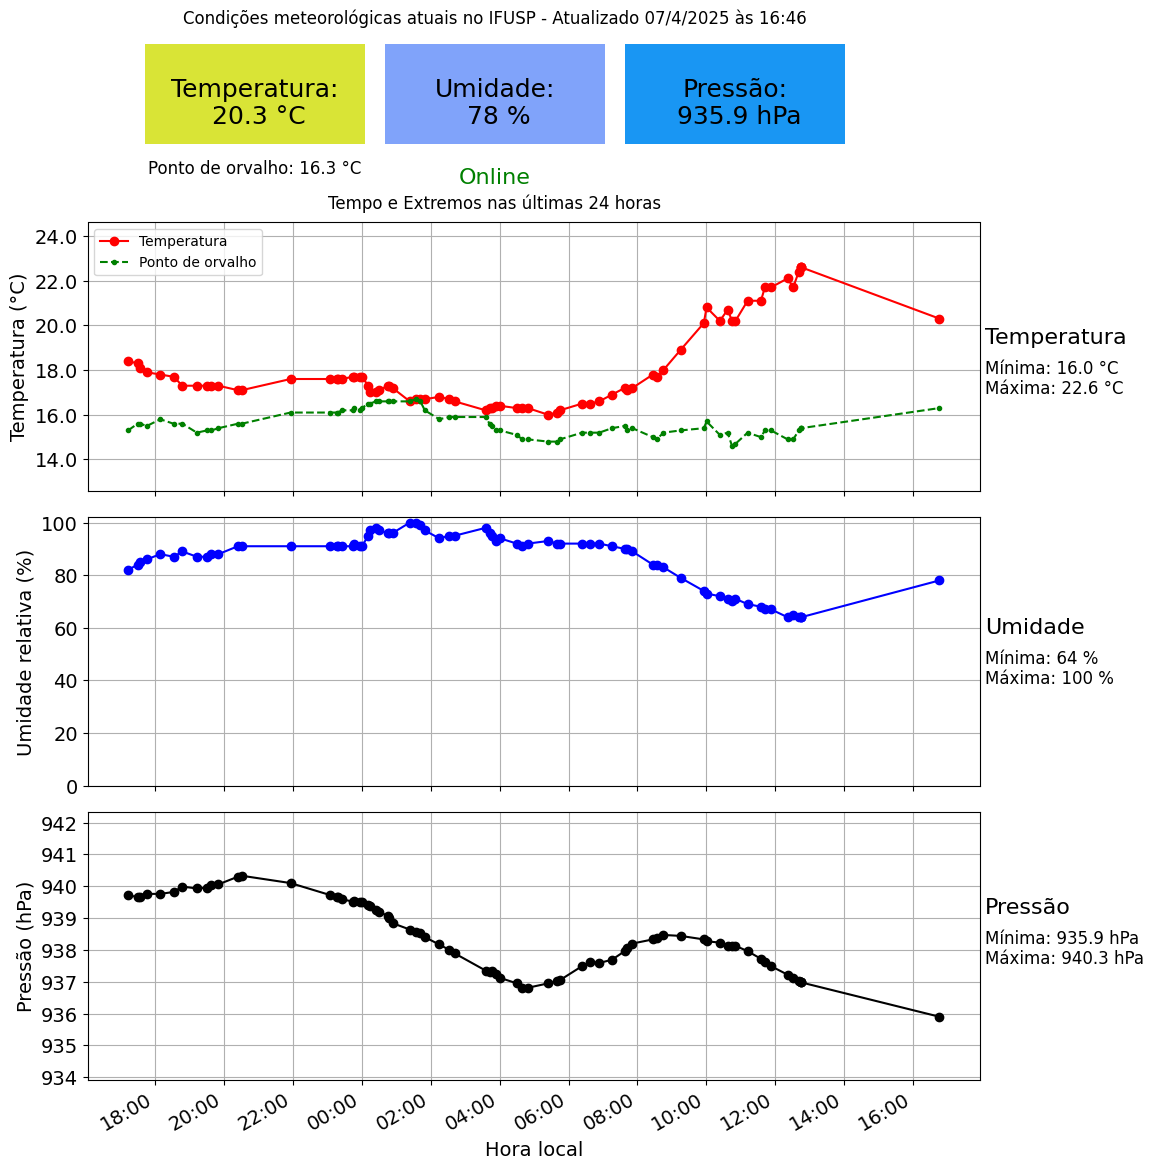 Condições meteorológicas atuais no IFUSP - Atualizado 07/4/2025 às 16:46
Temperatura:
20.3 °C
Umidade:
78 %
Pressão:
935.9 hPa
Ponto de orvalho: 16.3 °C
Online
Tempo e Extremos nas últimas 24 horas
Temperatura (°C)
24.0
22.0
20.0
18.0
16.0
14.0
Temperatura
Ponto de orvalho
Temperatura
Mínima: 16.0 °C
Máxima: 22.6 °C
Umidade relativa (%)
100
80
60
40
20
0
Umidade
Mínima: 64 %
Máxima: 100 %
Pressão (hPa)
942
941
940
939
938
937
936
935
934
Pressão
Mínima: 935.9 hPa
Máxima: 940.3 hPa
18:00
20:00
22:00
00:00
02:00
04:00
06:00
08:00
10:00
12:00
14:00
16:00
Hora local